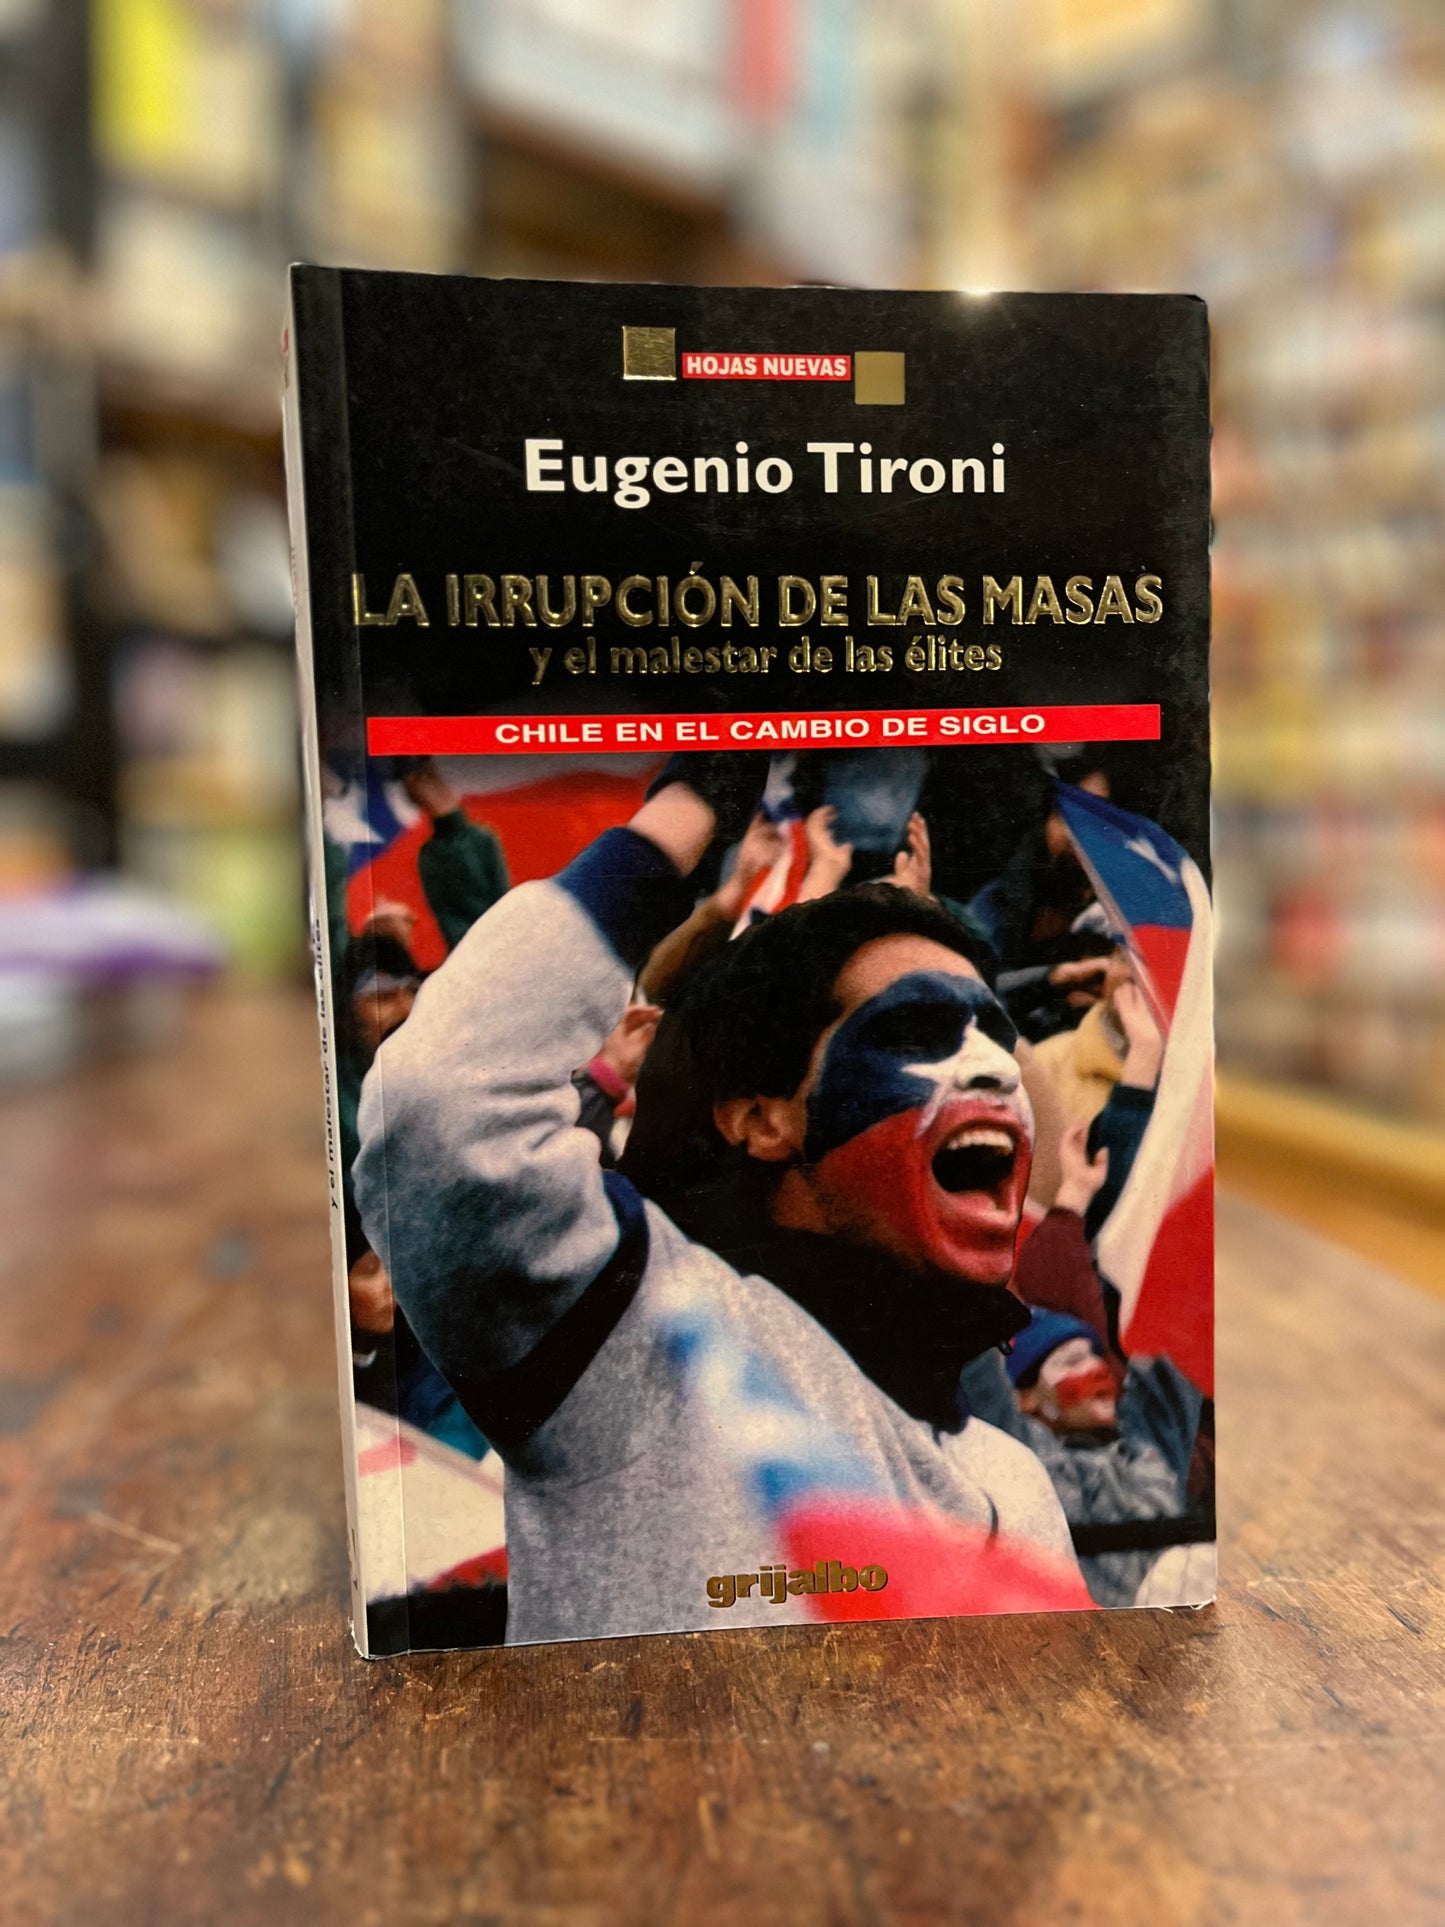 HOJAS NUEVAS
Eugenio Tironi
LA IRRUPCIÓN DE LAS MASAS
y el malestar de las élites
CHILE EN EL CAMBIO DE SIGLO
grijalbo
y el malestar de las élites